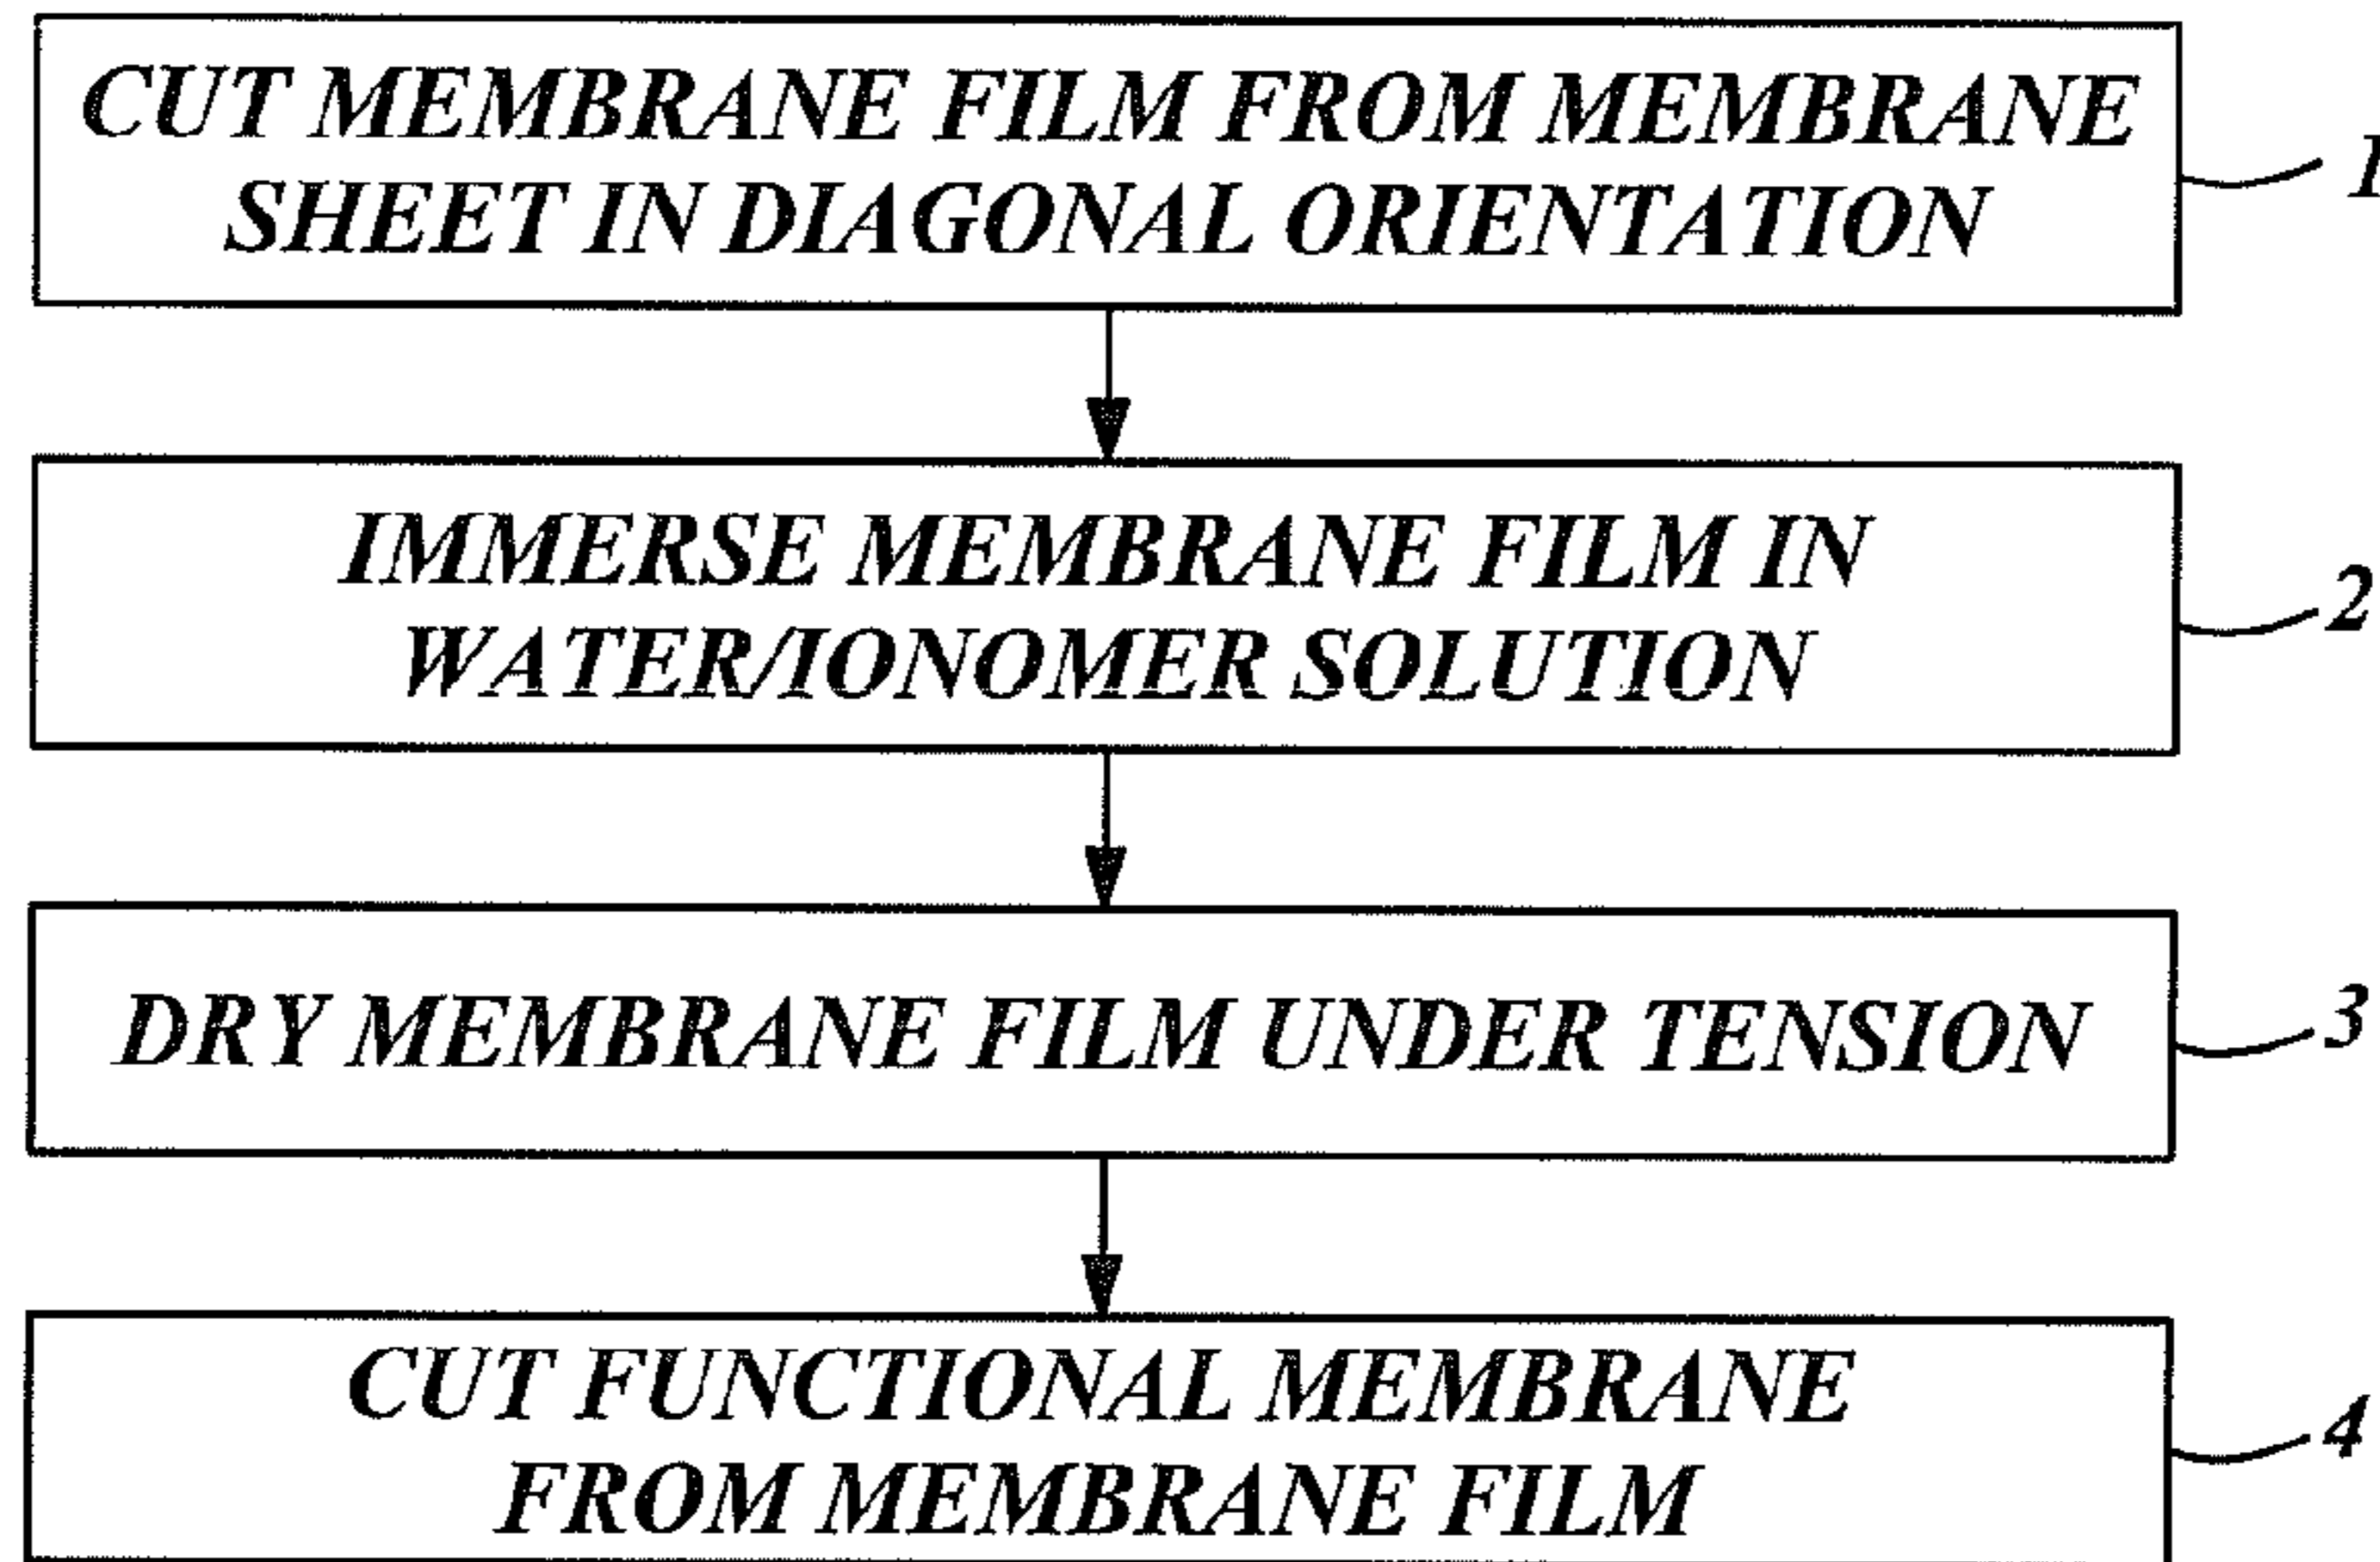 CUT MEMBRANE FILM FROM MEMBRANE
SHEET IN DIAGONAL ORIENTATION
1
IMMERSE MEMBRANE FILM IN
WATER/IONOMER SOLUTION
2
DRY MEMBRANE FILM UNDER TENSION
3
CUT FUNCTIONAL MEMBRANE
FROM MEMBRANE FILM
4